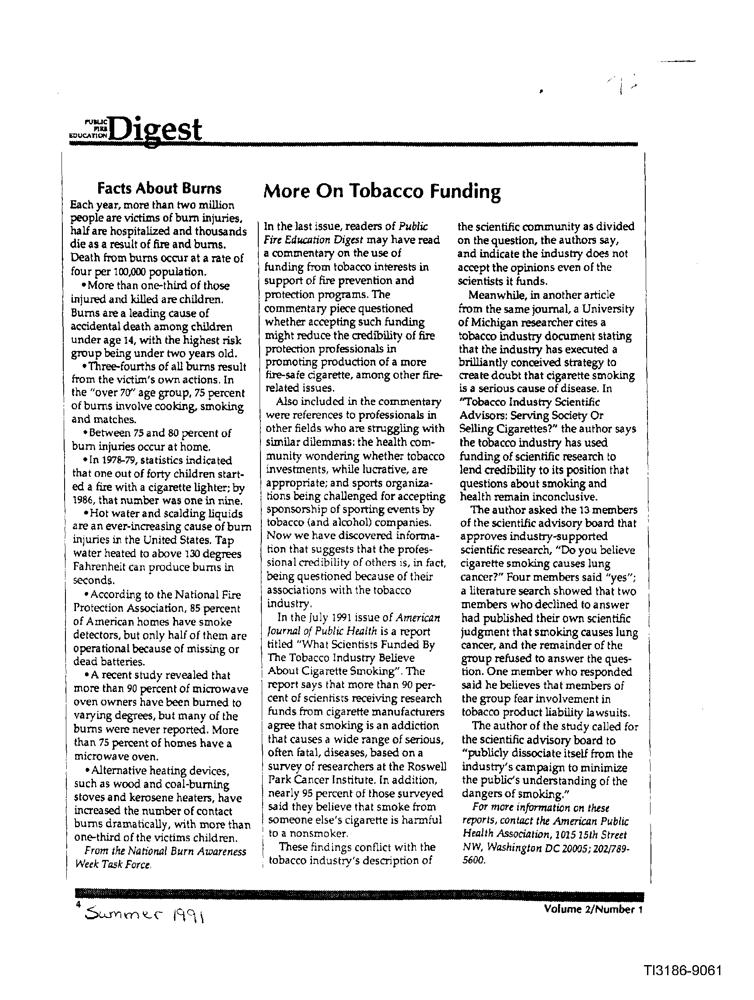 PUBLIC
FIRE
EDUCATION
Digest
Facts About Burns
Each year, more than two million
people are victims of burn injuries,
half are hospitalized and thousands
die as a result of fire and burns.
Death from burns occur at a rate of
four per 100,000 population.
• More than one-third of those
injured and killed are children.
Burns are a leading cause of
accidental death among children
under age 14, with the highest risk
group being under two years old.
• Three-fourths of all burns result
from the victim's own actions. In
the "over 70" age group, 75 percent
of burns involve cooking, smoking
and matches.
• Between 75 and 80 percent of
burn injuries occur at home.
• In 1978-79, statistics indicated
that one out of forty children start-
ed a fire with a cigarette lighter; by
1986, that number was one in nine.
• Hot water and scalding liquids
are an ever-increasing cause of burn
injuries in the United States. Tap
water heated to above 130 degrees
Fahrenheit can produce burns in
seconds.
• According to the National Fire
Protection Association, 85 percent
of American homes have smoke
detectors, but only half of them are
operational because of missing or
dead batteries.
• A recent study revealed that
more than 90 percent of microwave
oven owners have been burned to
varying degrees, but many of the
burns were never reported. More
than 75 percent of homes have a
microwave oven.
• Alternative heating devices,
such as wood and coal-burning
stoves and kerosene heaters, have
increased the number of contact
burns dramatically, with more than
one-third of the victims children.
From the National Burn Awareness
Week Task Force.
More On Tobacco Funding
In the last issue, readers of Public
Fire Education Digest may have read
a commentary on the use of
funding from tobacco interests in
support of fire prevention and
protection programs. The
commentary piece questioned
whether accepting such funding
might reduce the credibility of fire
protection professionals in
promoting production of a more
fire-safe cigarette, among other fire-
related issues.
Also included in the commentary
were references to professionals in
other fields who are struggling with
similar dilemmas: the health com-
munity wondering whether tobacco
investments, while lucrative, are
appropriate; and sports organiza-
tions being challenged for accepting
sponsorship of sporting events by
tobacco (and alcohol) companies.
Now we have discovered informa-
tion that suggests that the profes-
sional credibility of others is, in fact,
being questioned because of their
associations with the tobacco
industry.
In the July 1991 issue of American
Journal of Public Health is a report
titled "What Scientists Funded By
The Tobacco Industry Believe
About Cigarette Smoking". The
report says that more than 90 per-
cent of scientists receiving research
funds from cigarette manufacturers
agree that smoking is an addiction
that causes a wide range of serious,
often fatal, diseases, based on a
survey of researchers at the Roswell
Park Cancer Institute. In addition,
nearly 95 percent of those surveyed
said they believe that smoke from
someone else's cigarette is harmful
to a nonsmoker.
These findings conflict with the
tobacco industry's description of
the scientific community as divided
on the question, the authors say,
and indicate the industry does not
accept the opinions even of the
scientists it funds.
Meanwhile, in another article
from the same journal, a University
of Michigan researcher cites a
tobacco industry document stating
that the industry has executed a
brilliantly conceived strategy to
create doubt that cigarette smoking
is a serious cause of disease. In
"Tobacco Industry Scientific
Advisors: Serving Society Or
Selling Cigarettes?" the author says
the tobacco industry has used
funding of scientific research to
lend credibility to its position that
questions about smoking and
health remain inconclusive.
The author asked the 13 members
of the scientific advisory board that
approves industry-supported
scientific research, "Do you believe
cigarette smoking causes lung
cancer?" Four members said "yes";
a literature search showed that two
members who declined to answer
had published their own scientific
judgment that smoking causes lung
cancer, and the remainder of the
group refused to answer the ques-
tion. One member who responded
said he believes that members of
the group fear involvement in
tobacco product liability lawsuits.
The author of the study called for
the scientific advisory board to
"publicly dissociate itself from the
industry's campaign to minimize
the public's understanding of the
dangers of smoking."
For more information on these
reports, contact the American Public
Health Association, 1015 15th Street
NW, Washington DC 20005; 202/789-
5600.
4
Summer 1991
Volume 2/Number 1
TI3186-9061